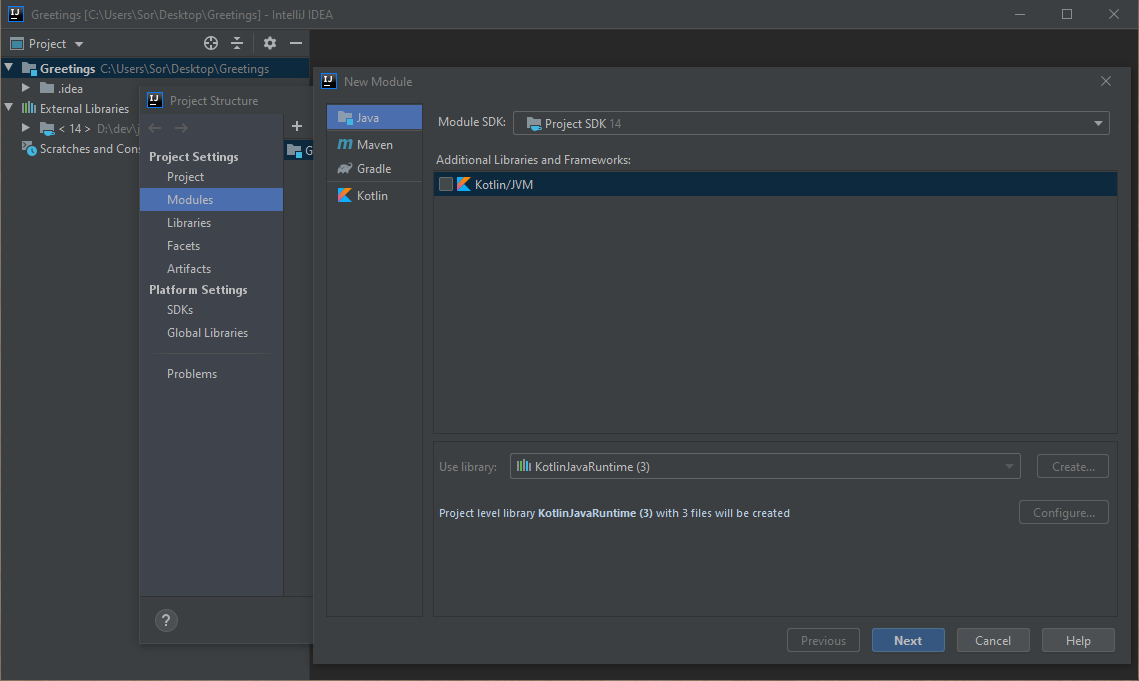 Greetings [C:\Users\Sor\Desktop\Greetings] - IntelliJ IDEA
Project
Greetings C:\Users\Sor\Desktop\Greetings
.idea
External Libraries
< 14 > D:\dev\j
Scratches and Cons
Project Structure
Project Settings
Project
Modules
Libraries
Facets
Artifacts
Platform Settings
SDKs
Global Libraries
Problems
?
G
New Module
Java
Maven
Gradle
Kotlin
Module SDK: Project SDK 14
Additional Libraries and Frameworks:
Kotlin/JVM
Use library: KotlinJavaRuntime (3) Create...
Project level library KotlinJavaRuntime (3) with 3 files will be created Configure...
Previous Next Cancel Help